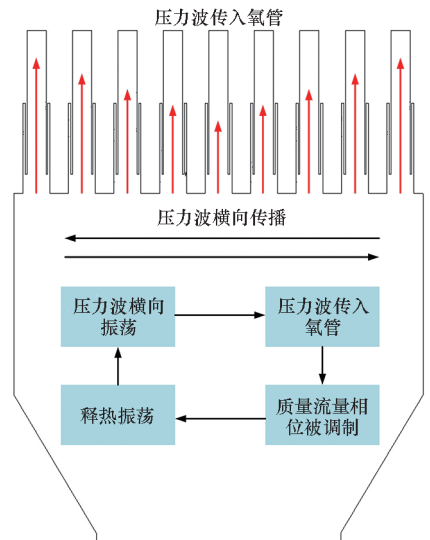 压力波传入氧管
压力波横向传播
压力波横向
振荡
压力波传入
氧管
释热振荡
质量流量相
位被调制